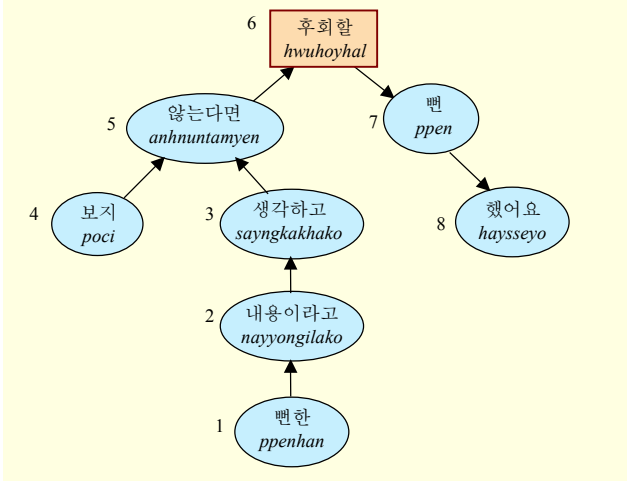 6
후회할
hwuhoyhal
5
않는다면
anhnuntamyen
7
뻔
ppen
4
보지
poci
3
생각하고
sayngkakhako
8
했어요
haysseyo
2
내용이라고
nayyongilako
1
뻔한
ppenhan